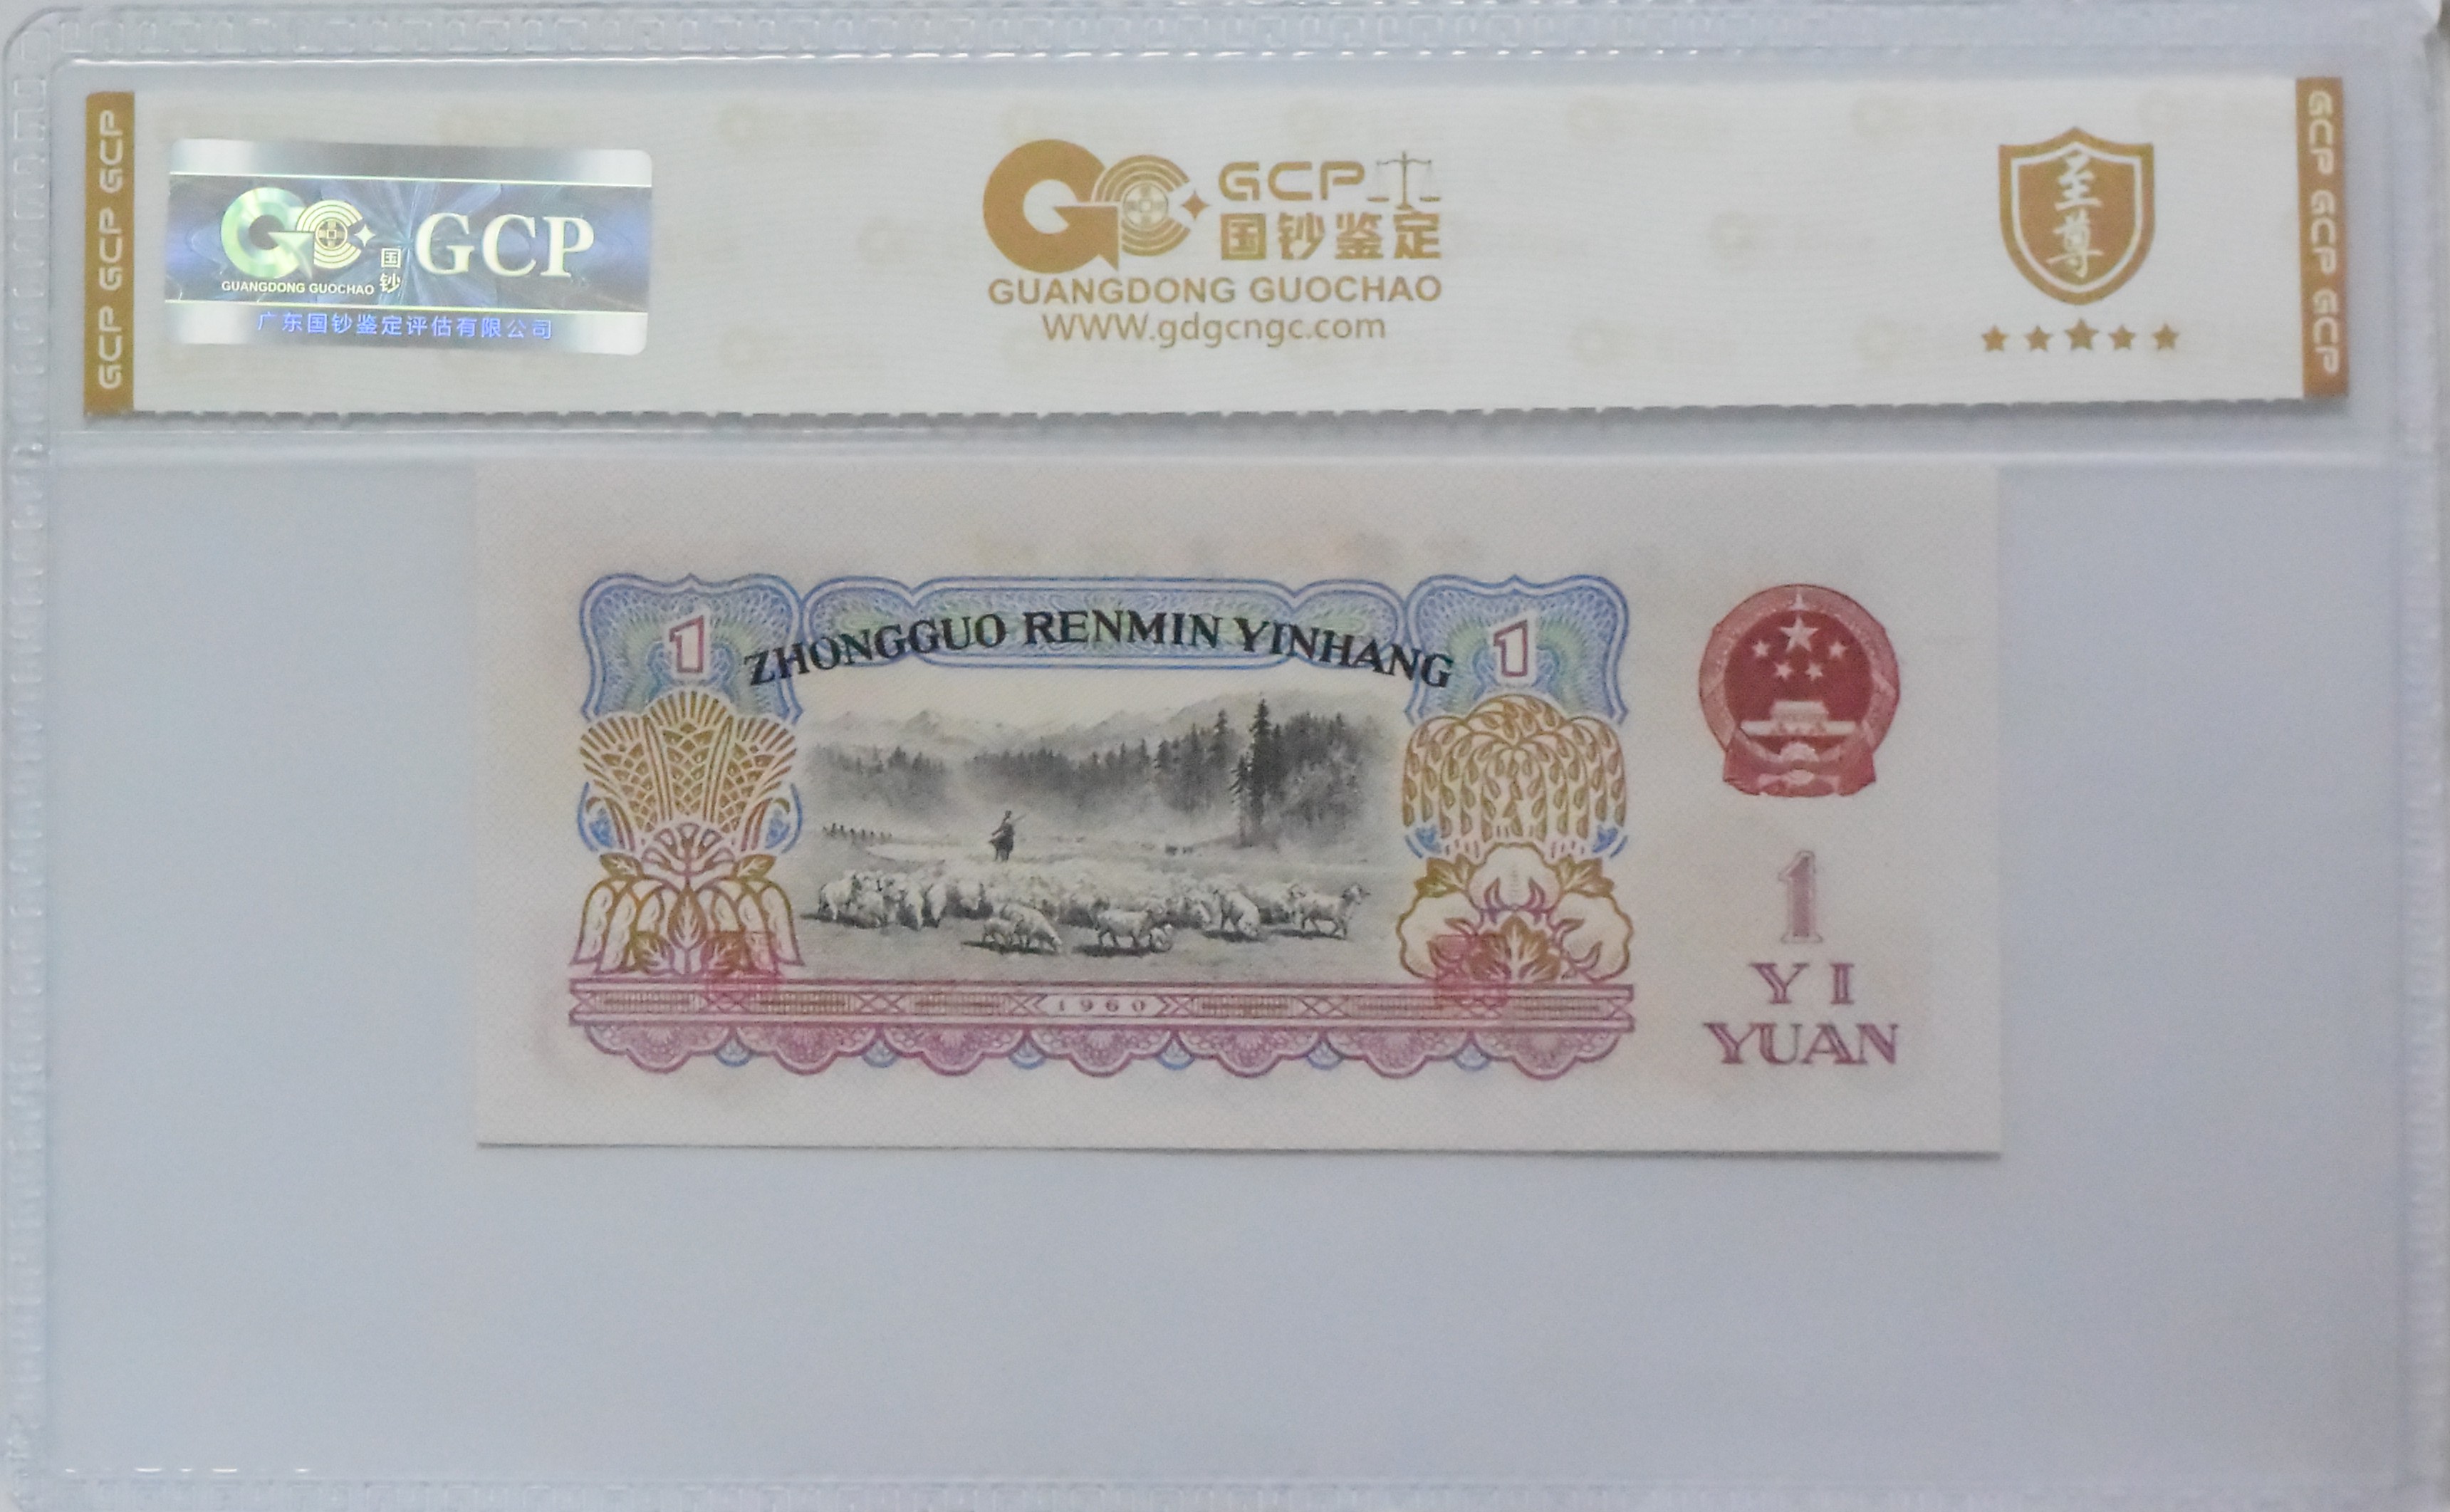 GCP GCP GCP
GCP
国钞
GUANGDONG GUOCHAO
广东国钞鉴定评估有限公司
GCP
国钞鉴定
GUANGDONG GUOCHAO
WWW.gdgcngc.com
至尊
GCP GCP GCP
1
ZHONGGUO RENMIN YINHANG
1
1960
1
YI
YUAN